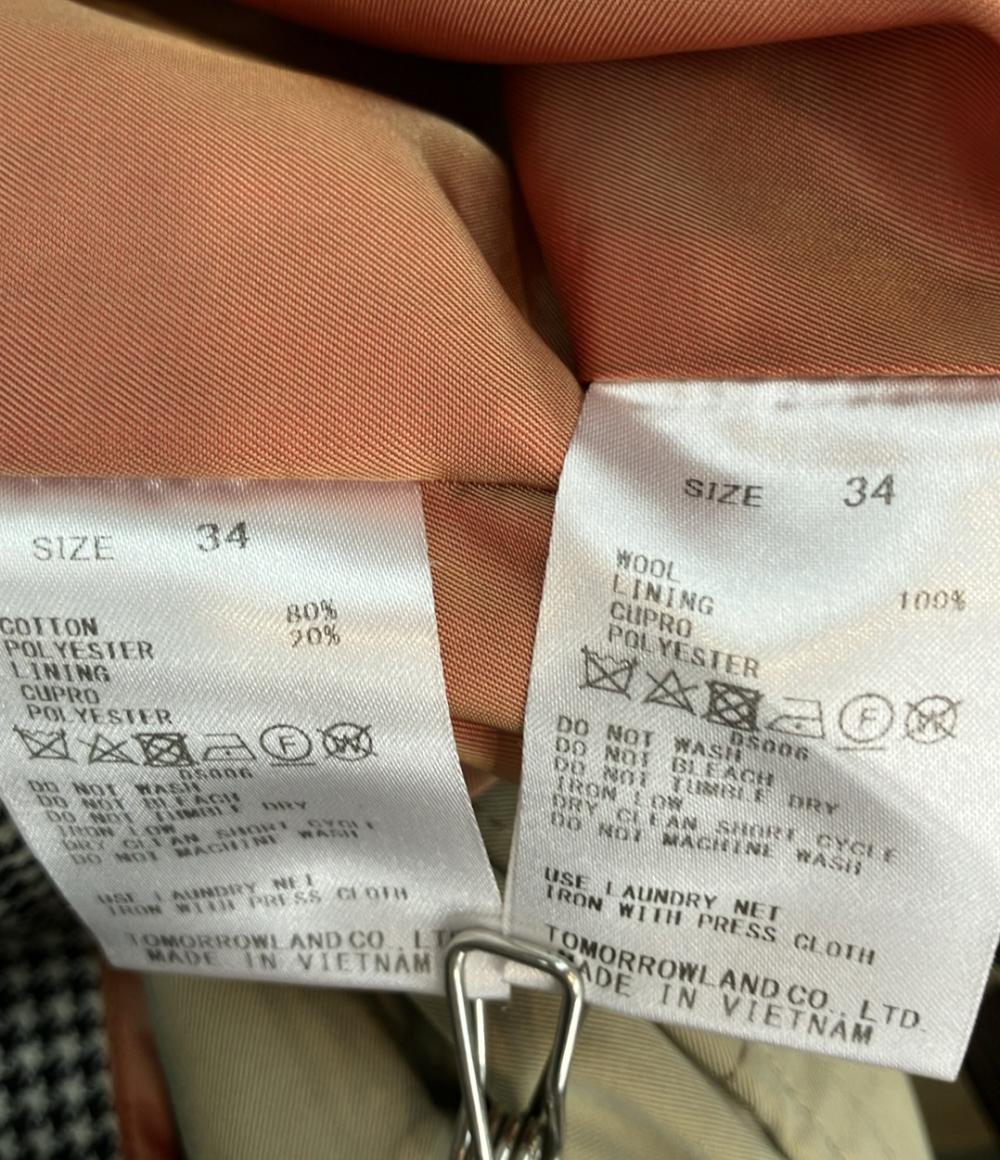 SIZE 34
COTTON 80%
POLYESTER 20%
LINING
CUPRO
POLYESTER
F W
DS006
DO NOT WASH
DO NOT BLEACH
DO NOT TUMBLE DRY
IRON LOW
DRY CLEAN SHORT CYCLE
DO NOT MACHINE WASH
USE LAUNDRY NET
IRON WITH PRESS CLOTH
TOMORROWLAND CO., LTD
MADE IN VIETNAM
SIZE 34
WOOL 100%
LINING
CUPRO
POLYESTER
F W
DS006
DO NOT WASH
DO NOT BLEACH
DO NOT TUMBLE DRY
IRON LOW
DRY CLEAN SHORT CYCLE
DO NOT MACHINE WASH
USE LAUNDRY NET
IRON WITH PRESS CLOTH
TOMORROWLAND CO., LTD.
MADE IN VIETNAM